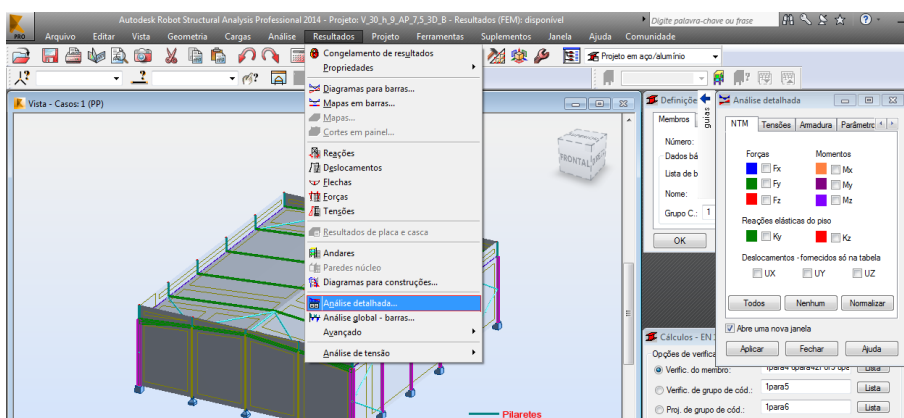 Autodesk Robot Structural Analysis Professional 2014 - Projeto: V_30_h_9_AP_7,5_3D_B - Resultados (FEM): disponível
Digite palavra-chave ou frase
PRO
Arquivo Editar Vista Geometria Cargas Análise Resultados Projeto Ferramentas Suplementos Janela Ajuda Comunidade
Projeto em aço/alumínio
Vista - Casos: 1 (PP)
FRONTAL
Congelamento de resultados
Propriedades
Diagramas para barras...
Mapas em barras...
Mapas...
Cortes em painel...
Reações
Deslocamentos
Flechas
Forças
Tensões
Resultados de placa e casca
Andares
Paredes núcleo
Diagramas para construções...
Análise detalhada...
Análise global - barras...
Avançado
Análise de tensão
Pilaretes
Definiçõe
guias
Membros
Número:
Dados bá
Lista de b
Nome:
Grupo C.: 1
OK
Análise detalhada
NTM Tensões Armadura Parâmetrc
Forças Momentos
Fx Mx
Fy My
Fz Mz
Reações elásticas do piso
Ky Kz
Deslocamentos - fornecidos só na tabela
UX UY UZ
Todos Nenhum Normalizar
Abre uma nova janela
Aplicar Fechar Ajuda
Cálculos - EN
Opções de verifica
Verific. do membro: Lista
Verific. de grupo de cód.: 1para5 Lista
Proj. de grupo de cód.: 1para6 Lista